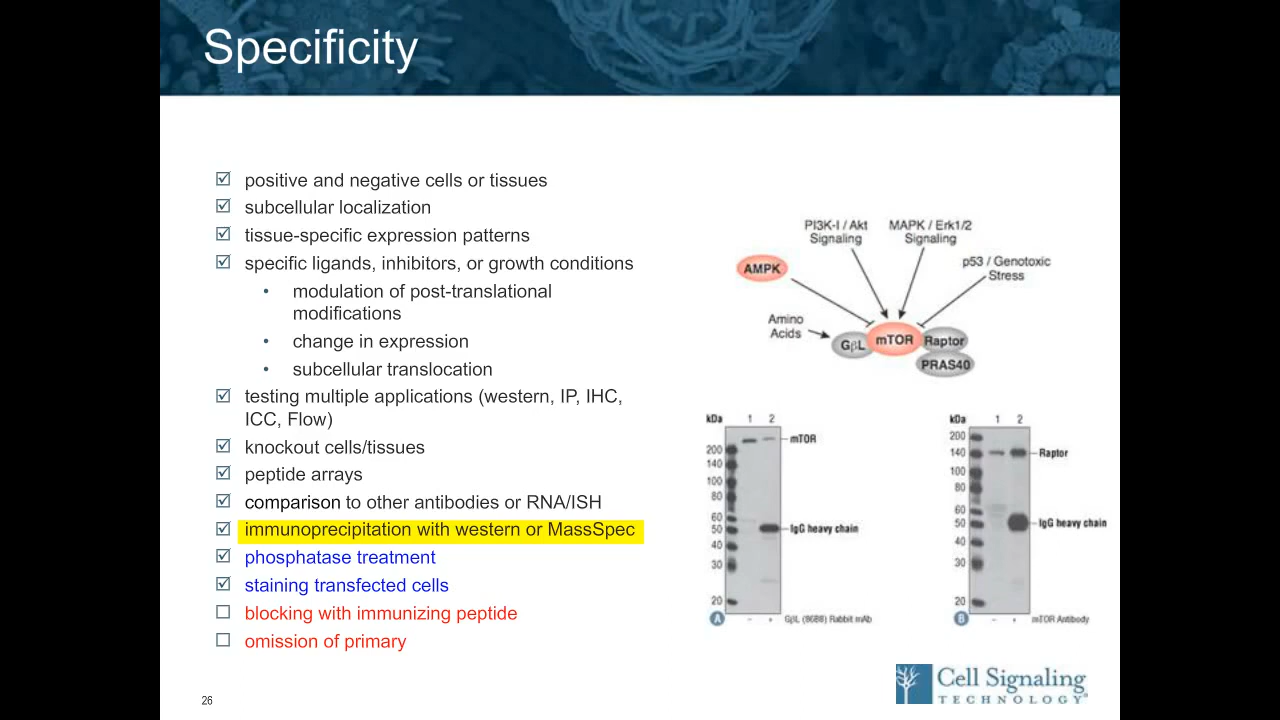 Specificity
positive and negative cells or tissues
subcellular localization
tissue-specific expression patterns
specific ligands, inhibitors, or growth conditions
• modulation of post-translational
modifications
• change in expression
• subcellular translocation
testing multiple applications (western, IP, IHC,
ICC, Flow)
knockout cells/tissues
peptide arrays
comparison to other antibodies or RNA/ISH
immunoprecipitation with western or MassSpec
phosphatase treatment
staining transfected cells
blocking with immunizing peptide
omission of primary
PI3K-I / Akt
Signaling
MAPK / Erk1/2
Signaling
p53 / Genotoxic
Stress
AMPK
Amino
Acids
GβL
mTOR
Raptor
PRAS40
kDa 1 2
200
140
100
80
60
50
40
30
20
mTOR
IgG heavy chain
A - + GβL (86B8) Rabbit mAb
kDa 1 2
200
140
100
80
60
50
40
30
20
Raptor
IgG heavy chain
B - + mTOR Antibody
26
Cell Signaling
TECHNOLOGY®